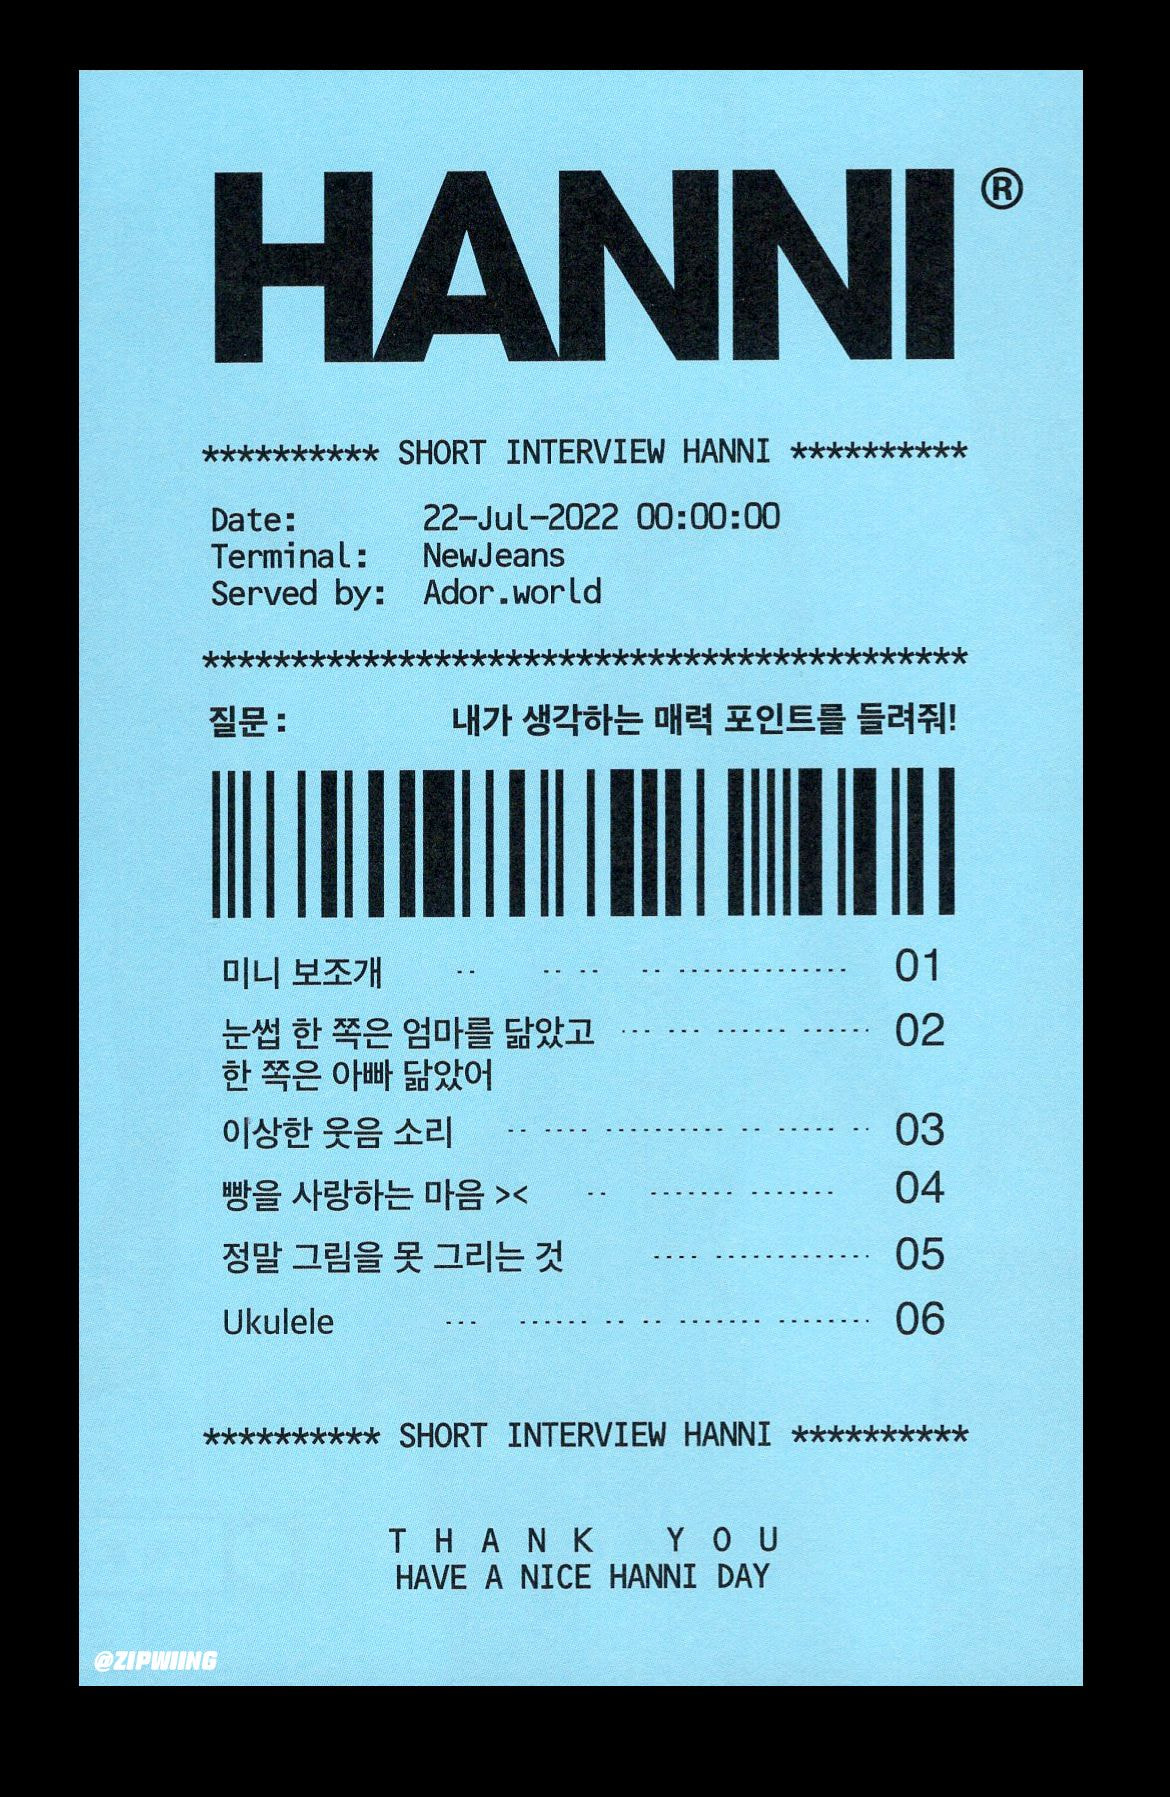 HANNI®
********** SHORT INTERVIEW HANNI **********
Date: 22-Jul-2022 00:00:00
Terminal: NewJeans
Served by: Ador.world
*******************************************
질문 : 내가 생각하는 매력 포인트를 들려줘!
미니 보조개 01
눈썹 한 쪽은 엄마를 닮았고 02
한 쪽은 아빠 닮았어
이상한 웃음 소리 03
빵을 사랑하는 마음 >< 04
정말 그림을 못 그리는 것 05
Ukulele 06
********** SHORT INTERVIEW HANNI **********
THANK YOU
HAVE A NICE HANNI DAY
@ZIPWIING